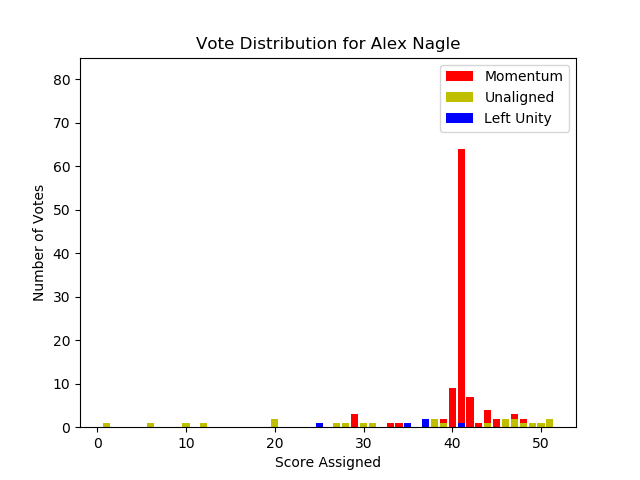 Vote Distribution for Alex Nagle
Momentum
Unaligned
Left Unity
Number of Votes
80
70
60
50
40
30
20
10
0
0 10 20 30 40 50
Score Assigned